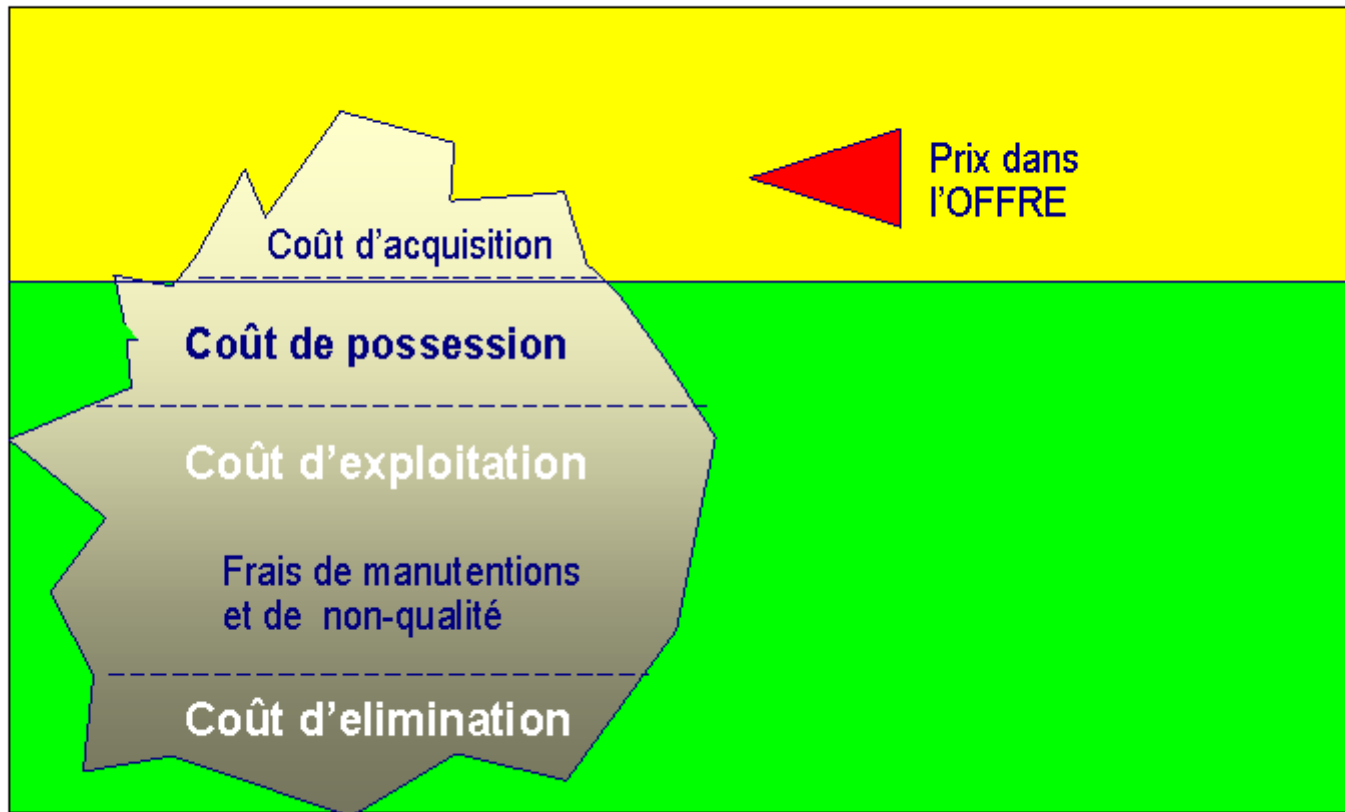 Prix dans
l'OFFRE
Coût d'acquisition
Coût de possession
Coût d'exploitation
Frais de manutentions
et de non-qualité
Coût d'elimination